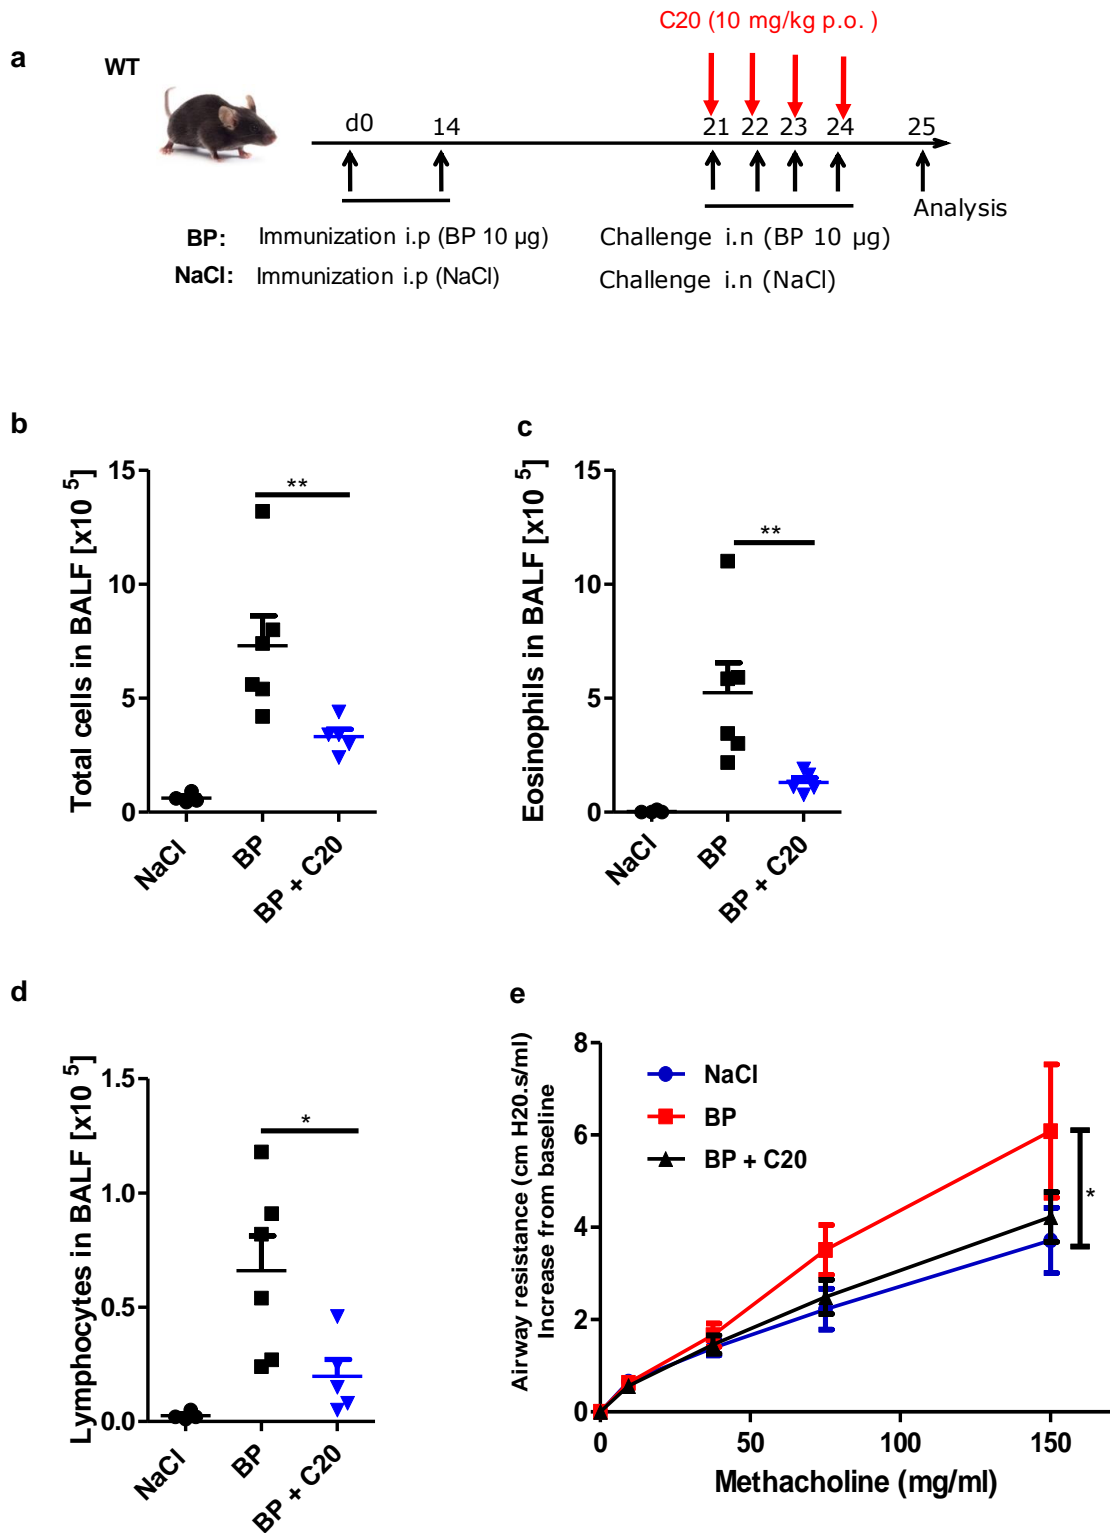 C20 (10 mg/kg p.o. )
a
WT
d0 14 21 22 23 24 25
Analysis
BP: Immunization i.p (BP 10 µg) Challenge i.n (BP 10 µg)
NaCl: Immunization i.p (NaCl) Challenge i.n (NaCl)
b
Total cells in BALF [x10 5]
15
10
5
0
**
NaCl
BP
BP + C20
c
Eosinophils in BALF [x10 5]
15
10
5
0
**
NaCl
BP
BP + C20
d
Lymphocytes in BALF [x10 5]
1.5
1.0
0.5
0.0
*
NaCl
BP
BP + C20
e
Airway resistance (cm H20.s/ml)
Increase from baseline
8
6
4
2
0
NaCl
BP
BP + C20
*
0 50 100 150
Methacholine (mg/ml)